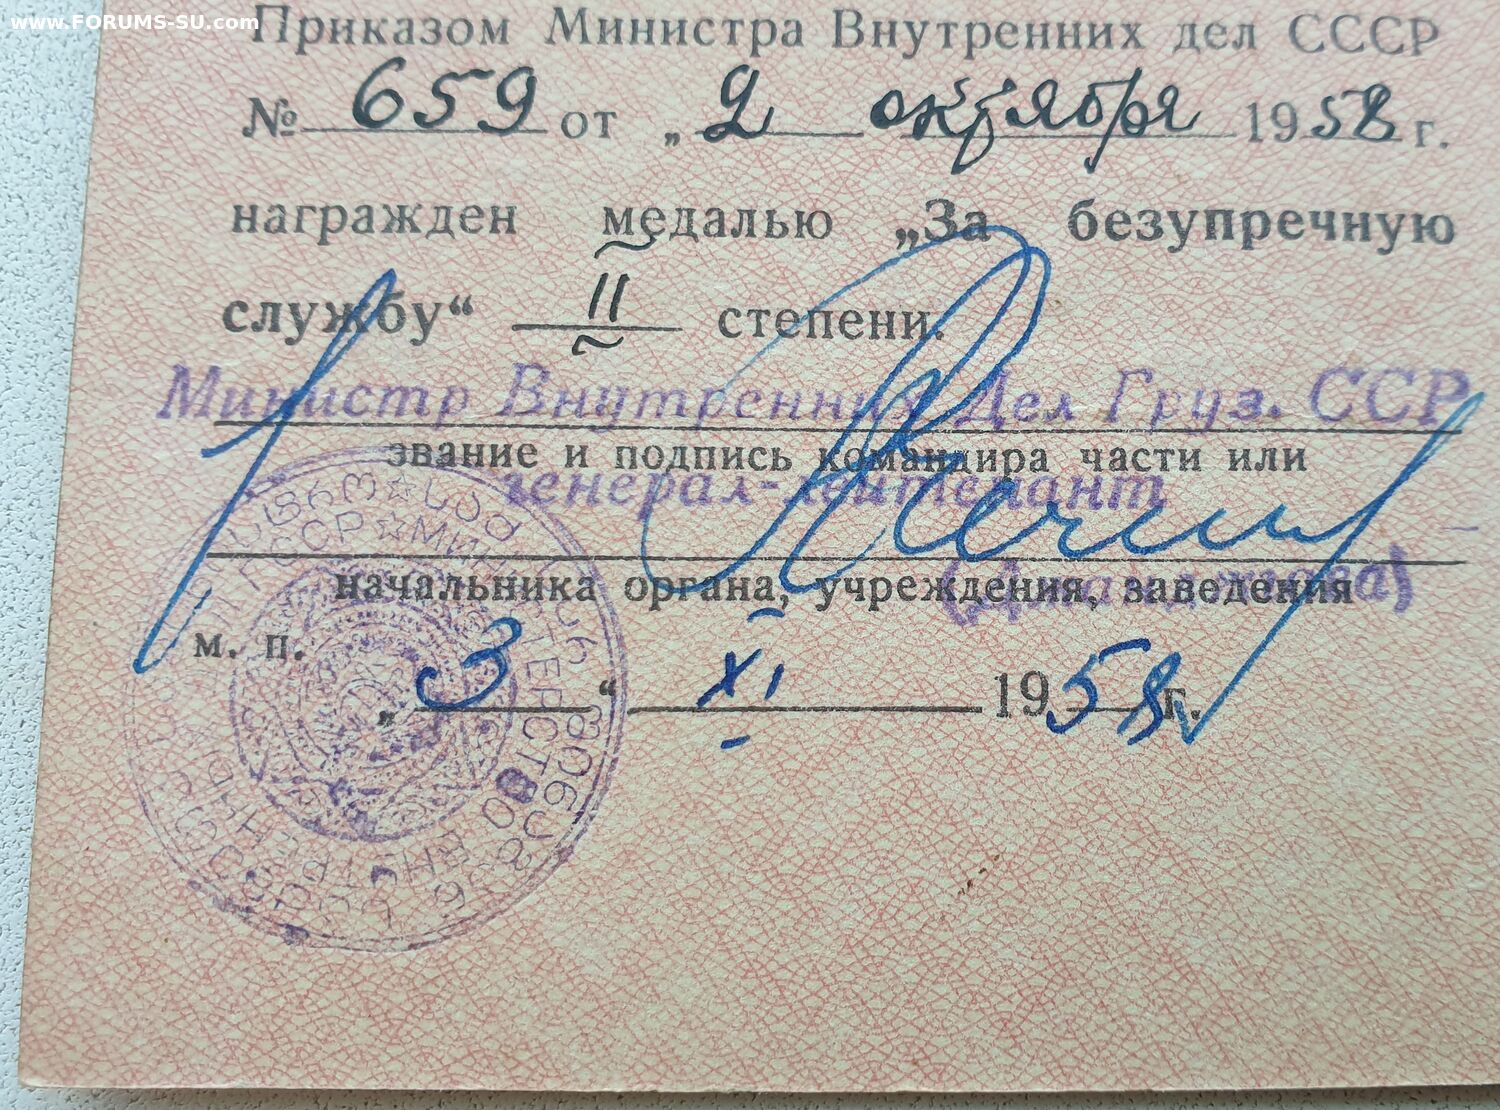 www.FORUMS-SU.com
Приказом Министра Внутренних дел СССР
№ 659 от „2 октября 1958 г.
награжден медалью „За безупречную
службу“ II степени.
Министр Внутренних Дел Груз. ССР
звание и подпись командира части или
генерал-лейтенант
начальника органа, учреждения, заведения
м. п.
„3“ XI 1958 г.